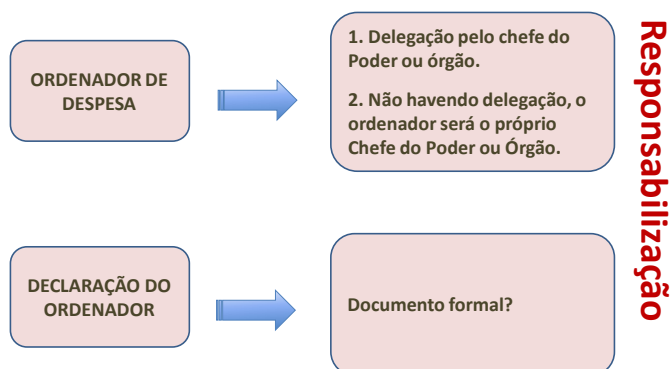 ORDENADOR DE
DESPESA
1. Delegação pelo chefe do
Poder ou órgão.
2. Não havendo delegação, o
ordenador será o próprio
Chefe do Poder ou Órgão.
Responsabilização
DECLARAÇÃO DO
ORDENADOR
Documento formal?